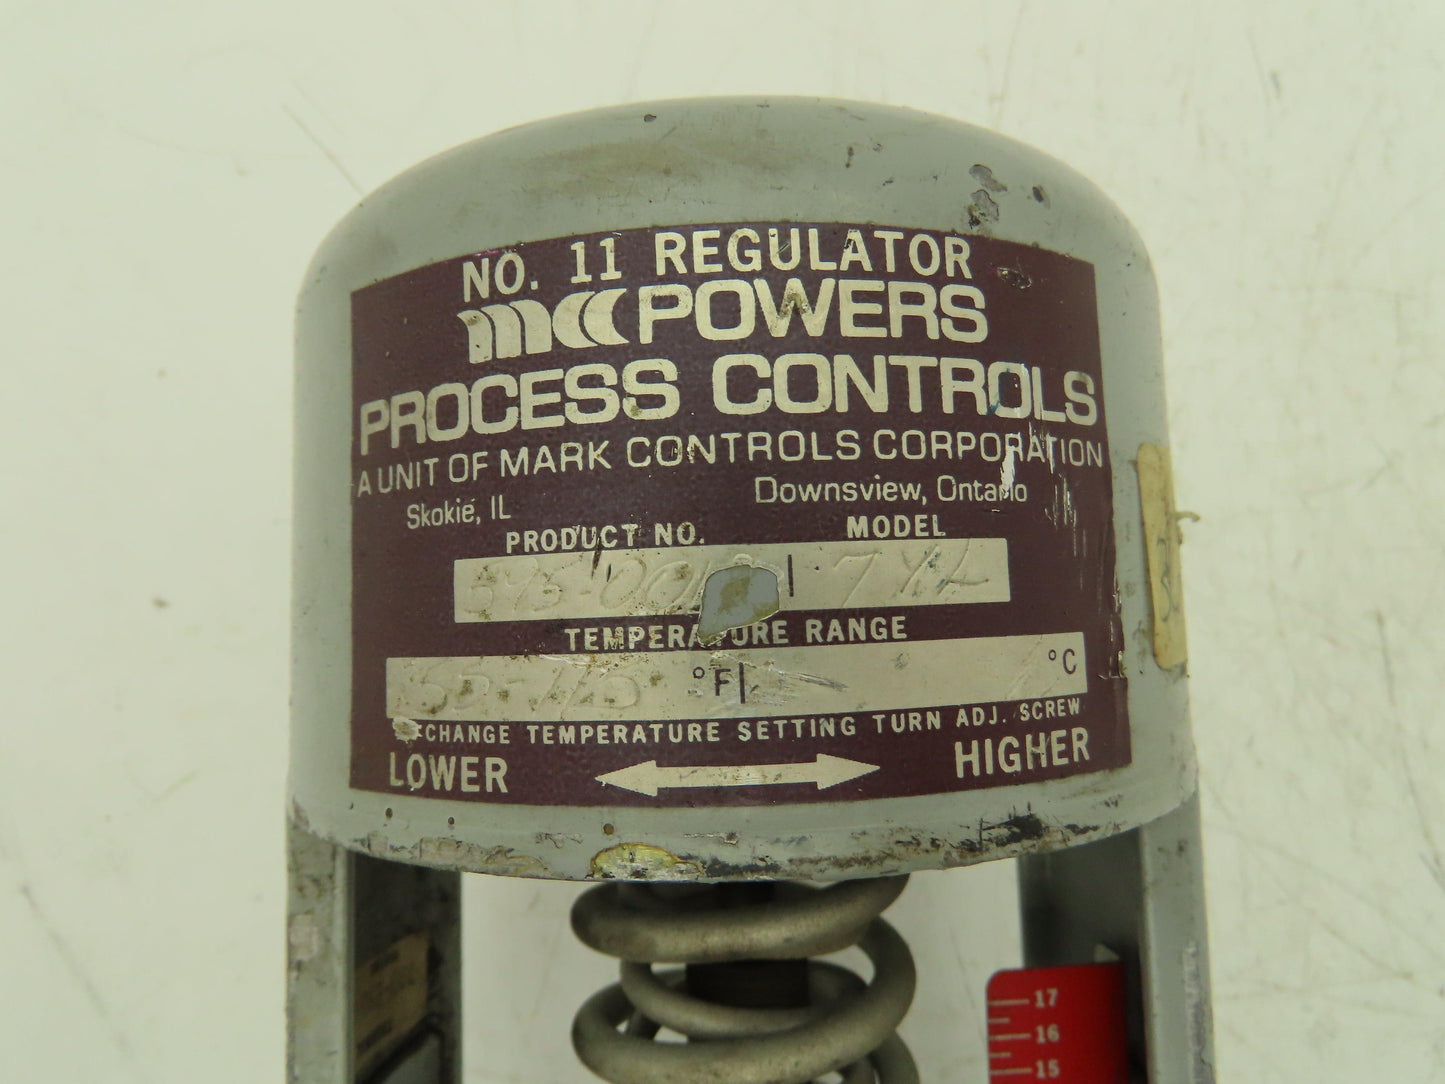 NO. 11 REGULATOR
mcc POWERS
PROCESS CONTROLS
A UNIT OF MARK CONTROLS CORPORATION
Skokie, IL Downsview, Ontario
PRODUCT NO. MODEL
TEMPERATURE RANGE
°F °C
CHANGE TEMPERATURE SETTING TURN ADJ. SCREW
LOWER HIGHER
17
16
15